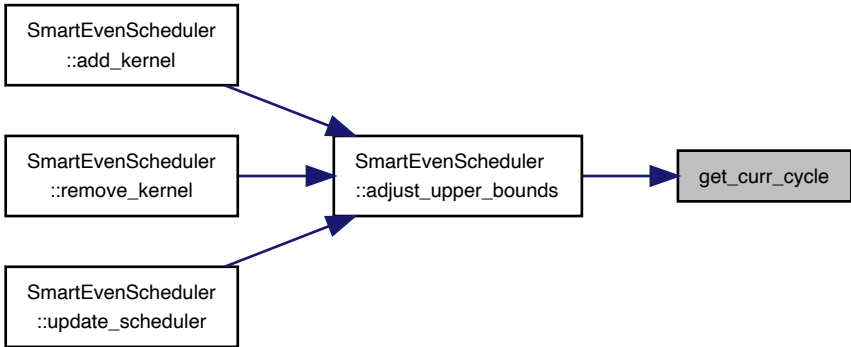 SmartEvenScheduler
::add_kernel
SmartEvenScheduler
::remove_kernel
SmartEvenScheduler
::update_scheduler
SmartEvenScheduler
::adjust_upper_bounds
get_curr_cycle